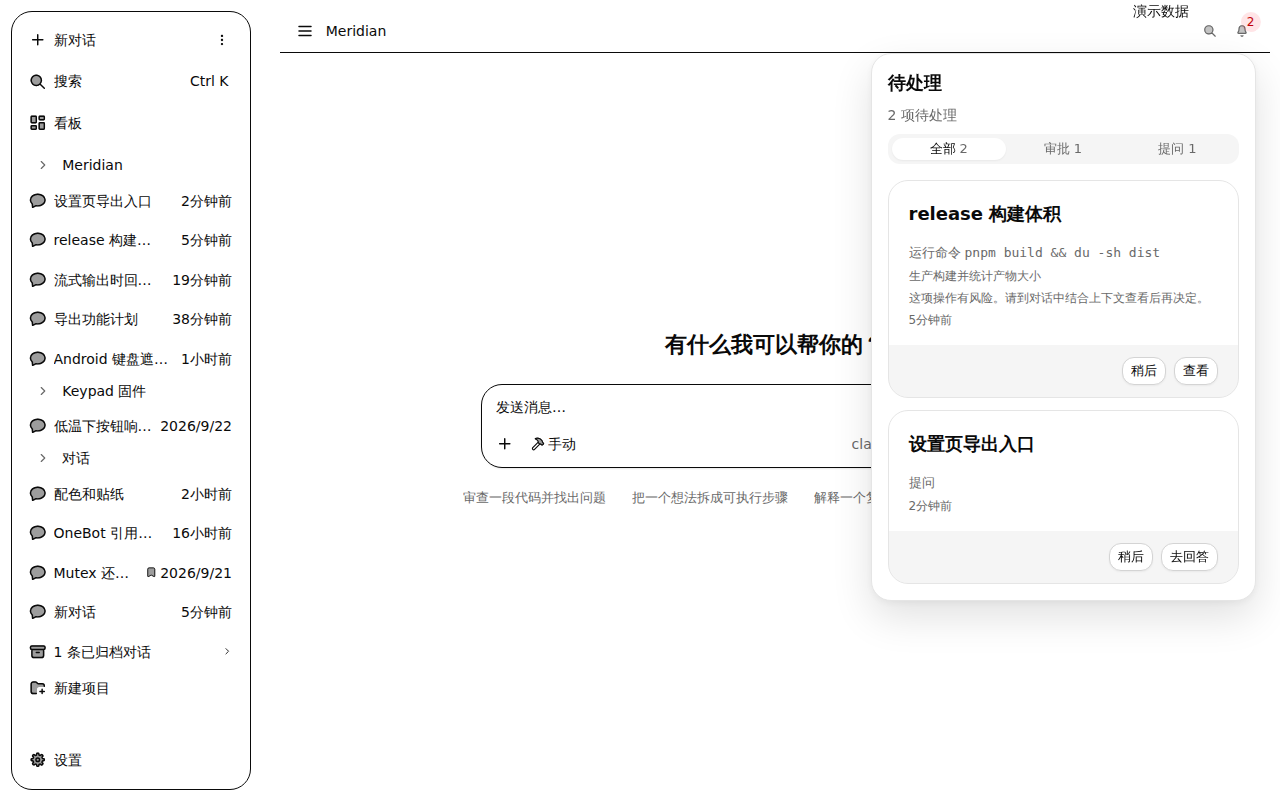 新对话
搜索 Ctrl K
看板
Meridian
设置页导出入口 2分钟前
release 构建… 5分钟前
流式输出时回… 19分钟前
导出功能计划 38分钟前
Android 键盘遮… 1小时前
Keypad 固件
低温下按钮响… 2026/9/22
对话
配色和贴纸 2小时前
OneBot 引用… 16小时前
Mutex 还… 2026/9/21
新对话 5分钟前
1 条已归档对话
新建项目
设置
Meridian
演示数据
2
有什么我可以帮你的
发送消息…
手动 cla
审查一段代码并找出问题 把一个想法拆成可执行步骤 解释一个
待处理
2 项待处理
全部 2 审批 1 提问 1
release 构建体积
运行命令 pnpm build && du -sh dist
生产构建并统计产物大小
这项操作有风险。请到对话中结合上下文查看后再决定。
5分钟前
稍后 查看
设置页导出入口
提问
2分钟前
稍后 去回答